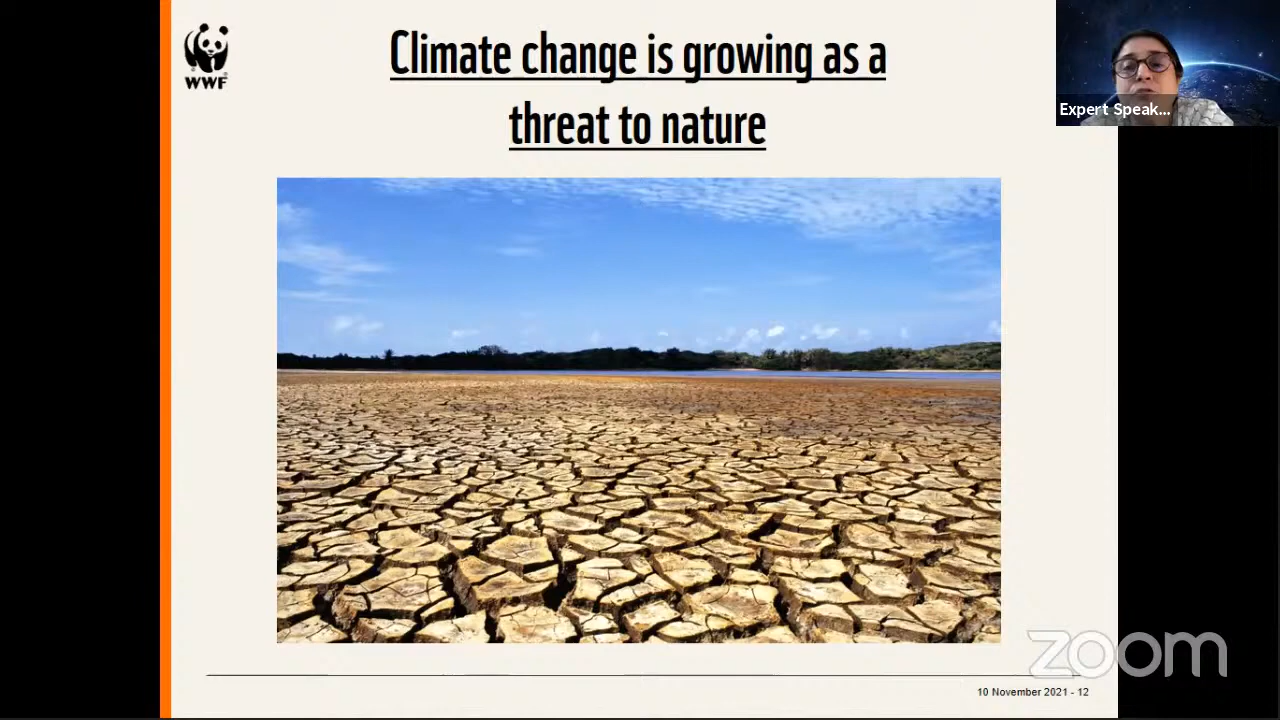 WWF
Climate change is growing as a
threat to nature
Expert Speak...
zoom
10 November 2021 - 12